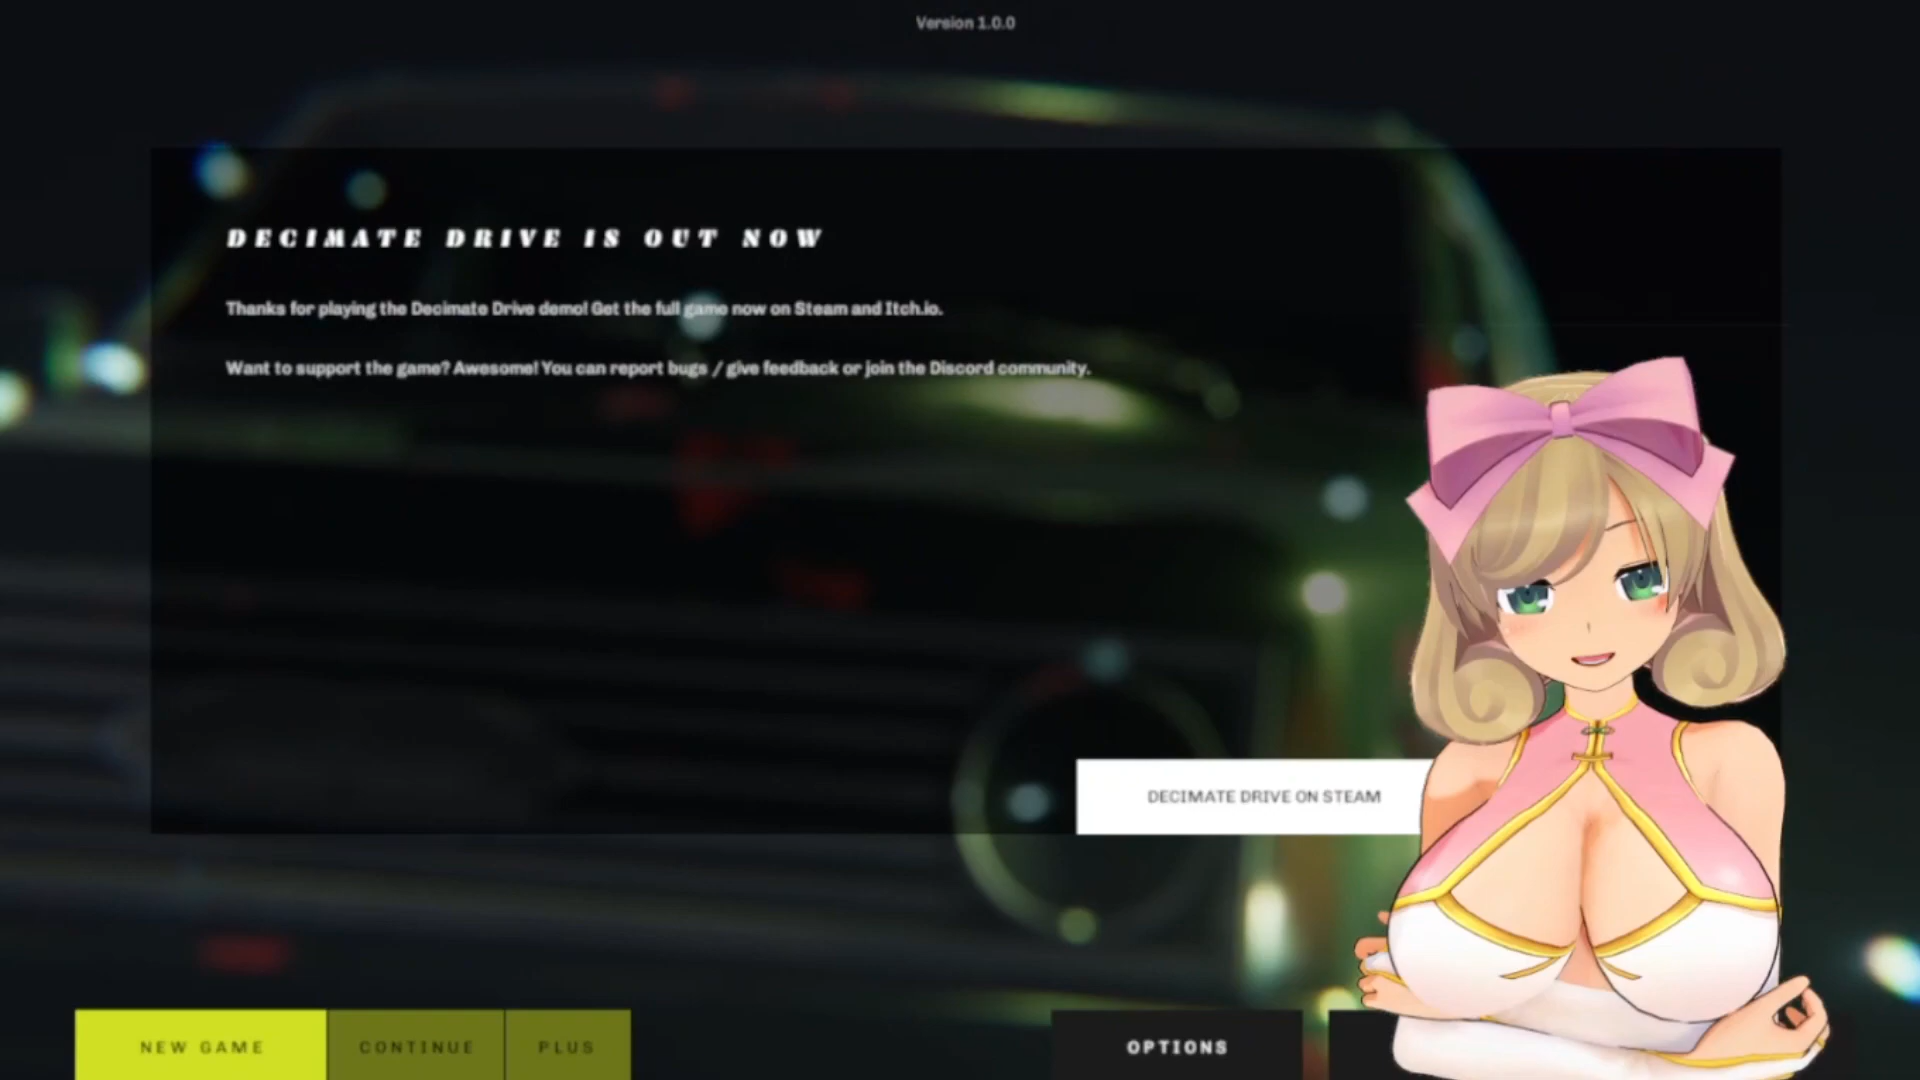 Version 1.0.0
DECIMATE DRIVE IS OUT NOW
Thanks for playing the Decimate Drive demo! Get the full game now on Steam and Itch.io.
Want to support the game? Awesome! You can report bugs / give feedback or join the Discord community.
DECIMATE DRIVE ON STEAM
NEW GAME
CONTINUE
PLUS
OPTIONS